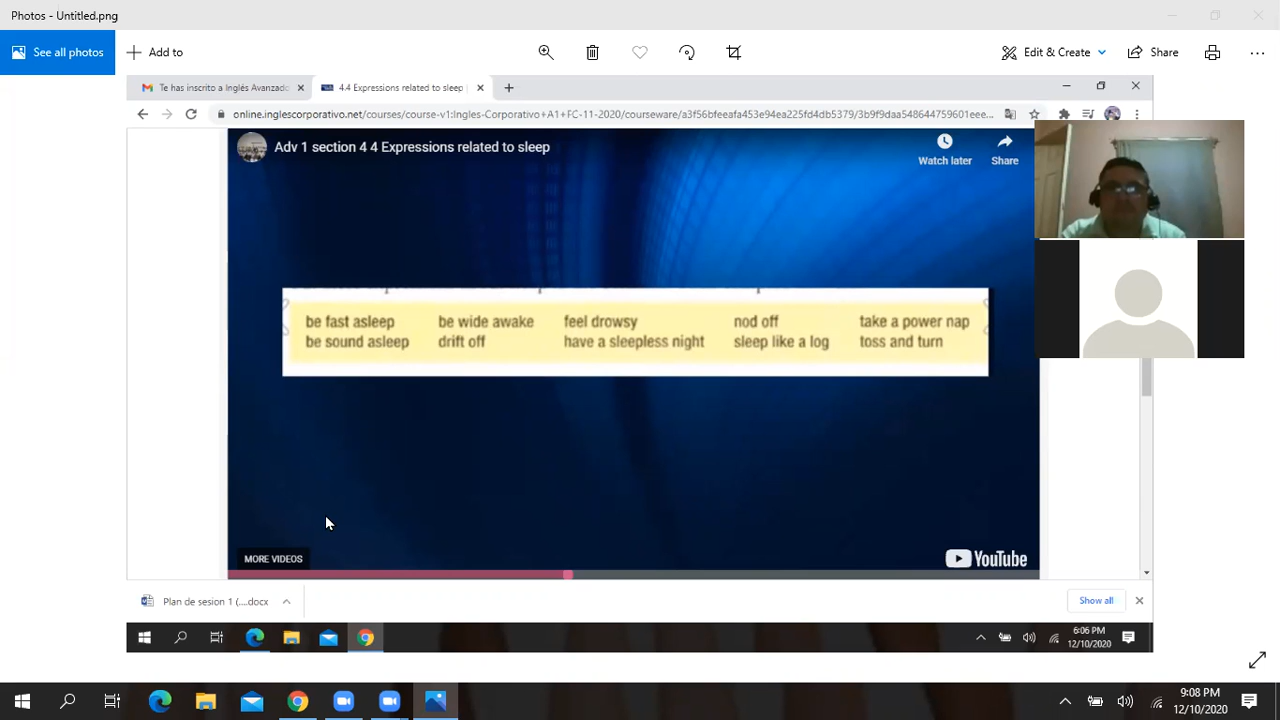 Photos - Untitled.png
See all photos
Add to
Edit & Create
Share
Te has inscrito a Inglés Avanzado
4.4 Expressions related to sleep
online.inglescorporativo.net/courses/course-v1:Ingles-Corporativo+A1+FC-11-2020/courseware/a3f56bfeeafa453e94ea225fd4db5379/3b9f9daa548644759601eee...
Adv 1 section 4 4 Expressions related to sleep
Watch later
Share
be fast asleep be wide awake feel drowsy nod off take a power nap
be sound asleep drift off have a sleepless night sleep like a log toss and turn
MORE VIDEOS
YouTube
Plan de sesion 1 (....docx
Show all
6:06 PM
12/10/2020
9:08 PM
12/10/2020